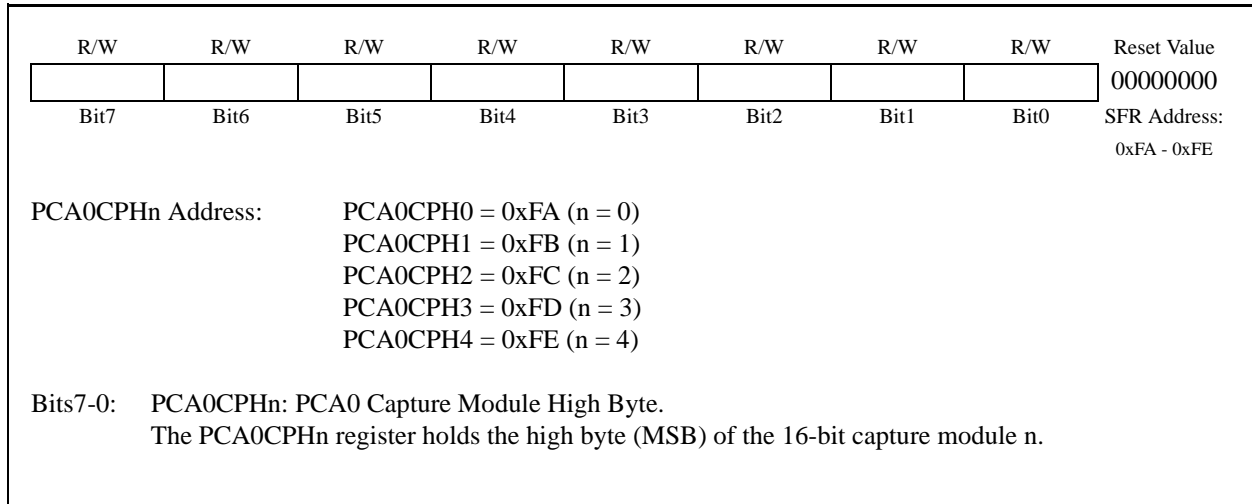 R/W R/W R/W R/W R/W R/W R/W R/W Reset Value
00000000
Bit7 Bit6 Bit5 Bit4 Bit3 Bit2 Bit1 Bit0 SFR Address:
0xFA - 0xFE
PCA0CPHn Address: PCA0CPH0 = 0xFA (n = 0)
PCA0CPH1 = 0xFB (n = 1)
PCA0CPH2 = 0xFC (n = 2)
PCA0CPH3 = 0xFD (n = 3)
PCA0CPH4 = 0xFE (n = 4)
Bits7-0: PCA0CPHn: PCA0 Capture Module High Byte.
The PCA0CPHn register holds the high byte (MSB) of the 16-bit capture module n.